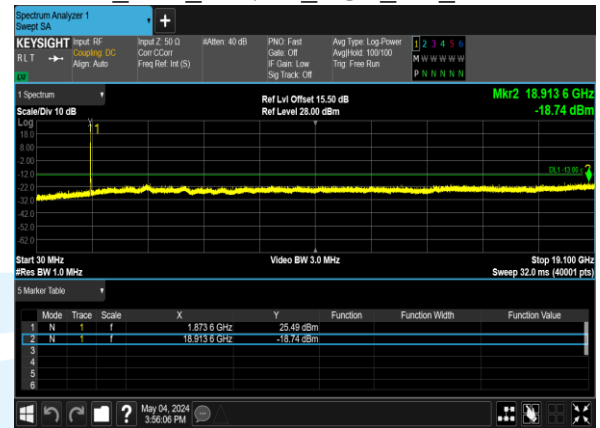 Spectrum Analyzer 1
Swept SA
+
KEYSIGHT Input: RF Input Z: 50 Ω #Atten: 40 dB PNO: Fast Avg Type: Log-Power 1 2 3 4 5 6
RLT Coupling: DC Corr CCorr Gate: Off Avg|Hold: 100/100 M W W W W W
Align: Auto Freq Ref: Int (S) IF Gain: Low Trig: Free Run
Sig Track: Off P N N N N N
1 Spectrum
Ref Lvl Offset 15.50 dB Mkr2 18.913 6 GHz
Scale/Div 10 dB Ref Level 28.00 dBm -18.74 dBm
Log
18.0 1
8.00
-2.00
-12.0 DL1 -13.00 2
-22.0
-32.0
-42.0
-52.0
-62.0
Start 30 MHz Video BW 3.0 MHz Stop 19.100 GHz
#Res BW 1.0 MHz Sweep 32.0 ms (40001 pts)
5 Marker Table
Mode Trace Scale X Y Function Function Width Function Value
1 N 1 f 1.873 6 GHz 25.49 dBm
2 N 1 f 18.913 6 GHz -18.74 dBm
3
4
5
6
? May 04, 2024
3:56:06 PM